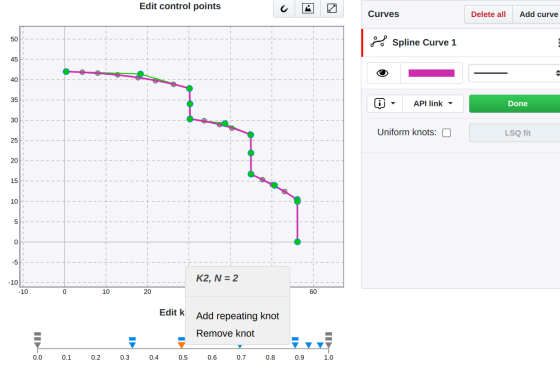 Edit control points
Curves
Delete all
Add curve
Spline Curve 1
API link
Done
Uniform knots:
LSQ fit
50
45
40
35
30
25
20
15
10
5
0
-5
-10
-10
0
10
20
60
K2, N = 2
Add repeating knot
Remove knot
Edit k
0.0
0.1
0.2
0.3
0.4
0.5
0.6
0.7
0.8
0.9
1.0